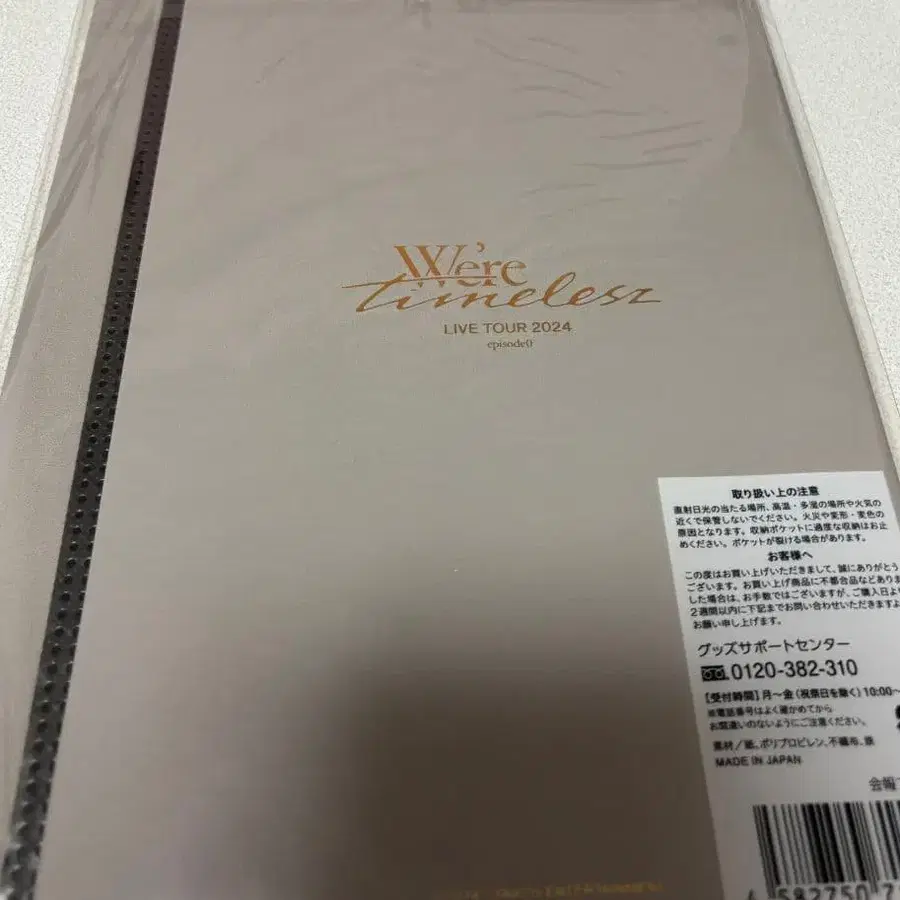 We're
timelesz
LIVE TOUR 2024
episode0
取り扱い上の注意
直射日光の当たる場所、高温・多湿の場所や火気の
近くで保管しないでください。火災や変形・変色の
原因となります。収納ポケットに過度な収納はお止
めください。ポケットが裂ける場合があります。
お客様へ
この度はお買い上げいただきまして、誠にありがとう
ございます。お買い上げ商品に不都合品などありま
した場合は、お手数ではございますが、ご購入日よ
2週間以内に下記までお問い合わせいただきますよ
お願い申し上げます。
グッズサポートセンター
0120-382-310
【受付時間】月〜金(祝祭日を除く)10:00〜
※電話番号はよく確かめてから
お間違いのないようにご注意ください。
素材/紙、ポリプロピレン、不織布、鉄
MADE IN JAPAN
会報
4 582750 7